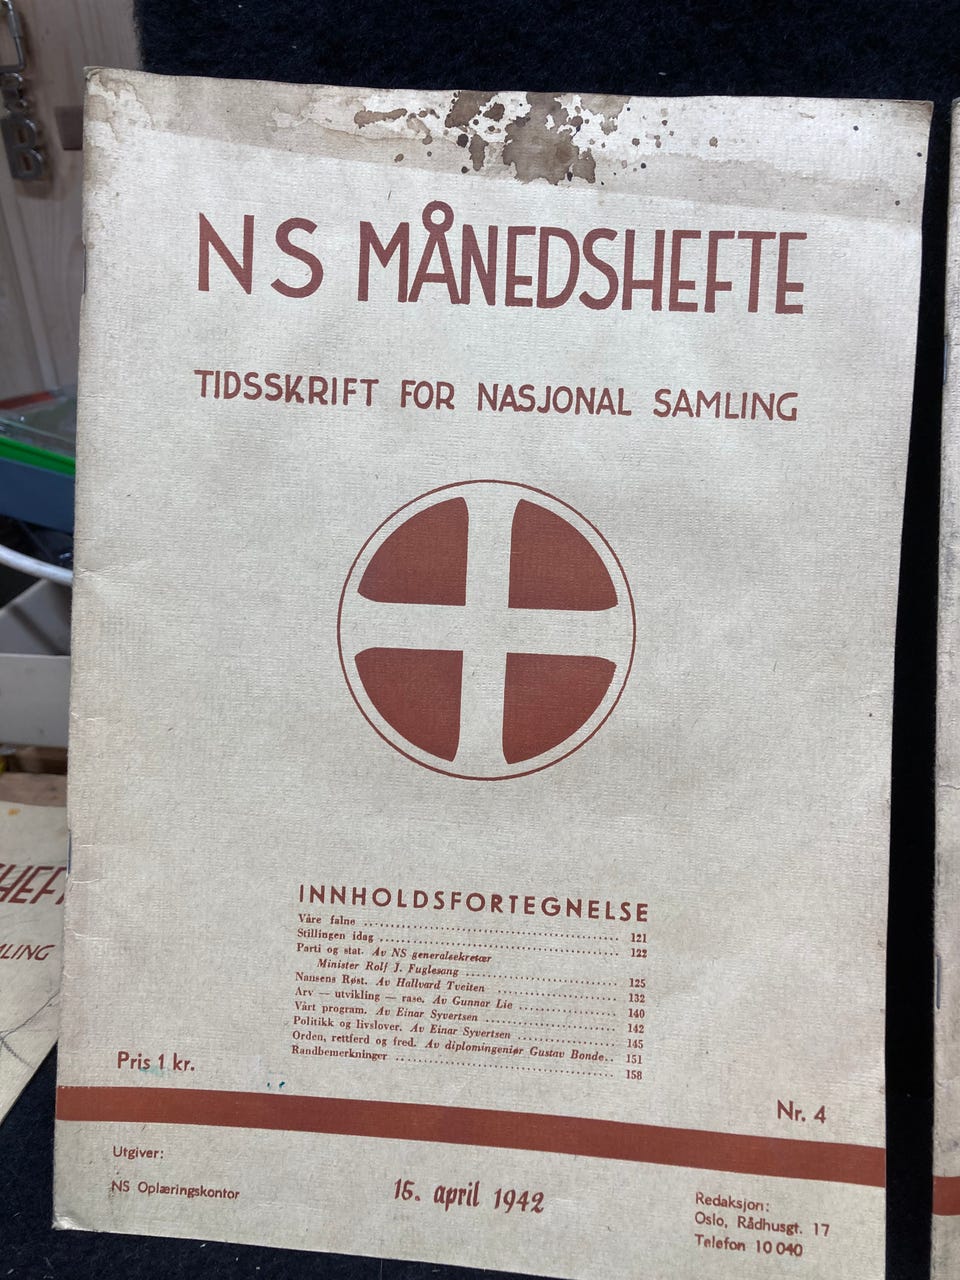 NS MÅNEDSHEFTE
TIDSSKRIFT FOR NASJONAL SAMLING
INNHOLDSFORTEGNELSE
Våre falne 121
Stillingen idag 122
Parti og stat. Av NS generalsekretær
Minister Rolf J. Fuglesang 125
Nansens Røst. Av Hallvard Tveiten 132
Arv — utvikling — rase. Av Gunnar Lie 140
Vårt program. Av Einar Syvertsen 142
Politikk og livslover. Av Einar Syvertsen 145
Orden, rettferd og fred. Av diplomingeniør Gustav Bonde.. 151
Randbemerkninger 158
Pris 1 kr.
Nr. 4
Utgiver:
NS Oplæringskontor
15. april 1942
Redaksjon:
Oslo, Rådhusgt. 17
Telefon 10 040
HEF
LING
B